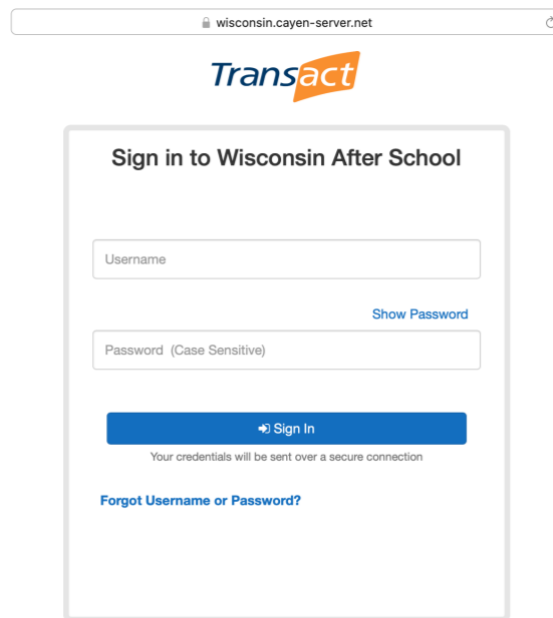 wisconsin.cayen-server.net
Transact
Sign in to Wisconsin After School
Username
Show Password
Password (Case Sensitive)
Sign In
Your credentials will be sent over a secure connection
Forgot Username or Password?